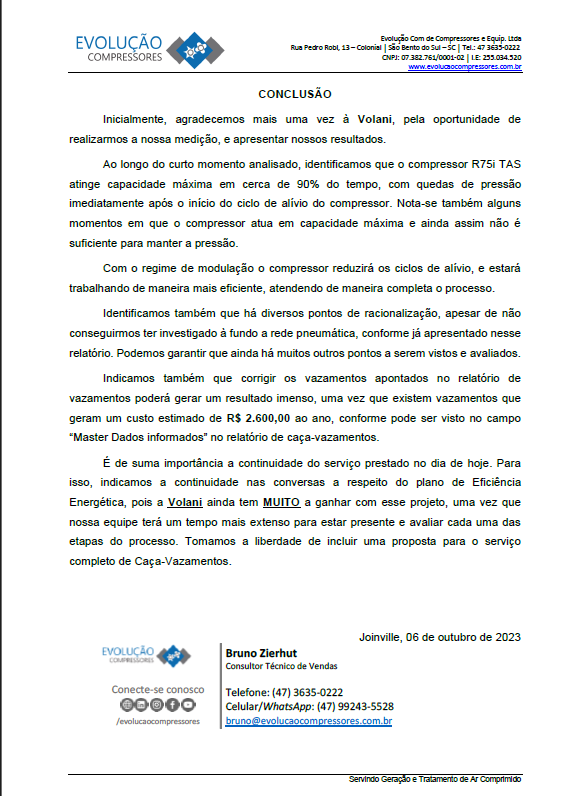 EVOLUÇÃO
COMPRESSORES
Evolução Com de Compressores e Equip. Ltda
Rua Pedro Robl, 13 – Colonial | São Bento do Sul – SC | Tel.: 47 3635-0222
CNPJ: 07.382.761/0001-02 | I.E: 255.034.520
www.evolucaocompressores.com.br
CONCLUSÃO
Inicialmente, agradecemos mais uma vez à Volani, pela oportunidade de
realizarmos a nossa medição, e apresentar nossos resultados.
Ao longo do curto momento analisado, identificamos que o compressor R75i TAS
atinge capacidade máxima em cerca de 90% do tempo, com quedas de pressão
imediatamente após o início do ciclo de alívio do compressor. Nota-se também alguns
momentos em que o compressor atua em capacidade máxima e ainda assim não é
suficiente para manter a pressão.
Com o regime de modulação o compressor reduzirá os ciclos de alívio, e estará
trabalhando de maneira mais eficiente, atendendo de maneira completa o processo.
Identificamos também que há diversos pontos de racionalização, apesar de não
conseguirmos ter investigado à fundo a rede pneumática, conforme já apresentado nesse
relatório. Podemos garantir que ainda há muitos outros pontos a serem vistos e avaliados.
Indicamos também que corrigir os vazamentos apontados no relatório de
vazamentos poderá gerar um resultado imenso, uma vez que existem vazamentos que
geram um custo estimado de R$ 2.600,00 ao ano, conforme pode ser visto no campo
“Master Dados informados” no relatório de caça-vazamentos.
É de suma importância a continuidade do serviço prestado no dia de hoje. Para
isso, indicamos a continuidade nas conversas a respeito do plano de Eficiência
Energética, pois a Volani ainda tem MUITO a ganhar com esse projeto, uma vez que
nossa equipe terá um tempo mais extenso para estar presente e avaliar cada uma das
etapas do processo. Tomamos a liberdade de incluir uma proposta para o serviço
completo de Caça-Vazamentos.
Joinville, 06 de outubro de 2023
EVOLUÇÃO
COMPRESSORES
Conecte-se conosco
/evolucaocompressores
Bruno Zierhut
Consultor Técnico de Vendas
Telefone: (47) 3635-0222
Celular/WhatsApp: (47) 99243-5528
bruno@evolucaocompressores.com.br
Servindo Geração e Tratamento de Ar Comprimido